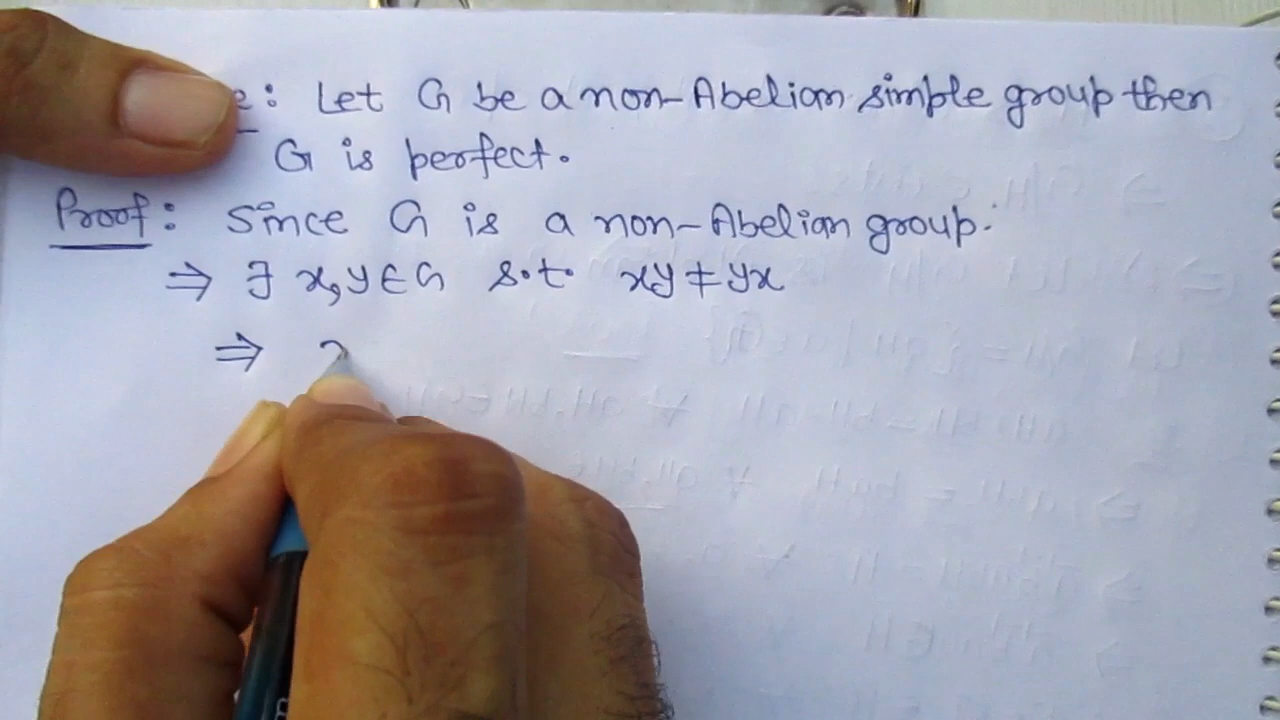 e: Let G be a non-Abelian simple group then
G is perfect.
Proof: Since G is a non-Abelian group.
⇒ ∃ x,y∈G s.t. xy≠yx
⇒